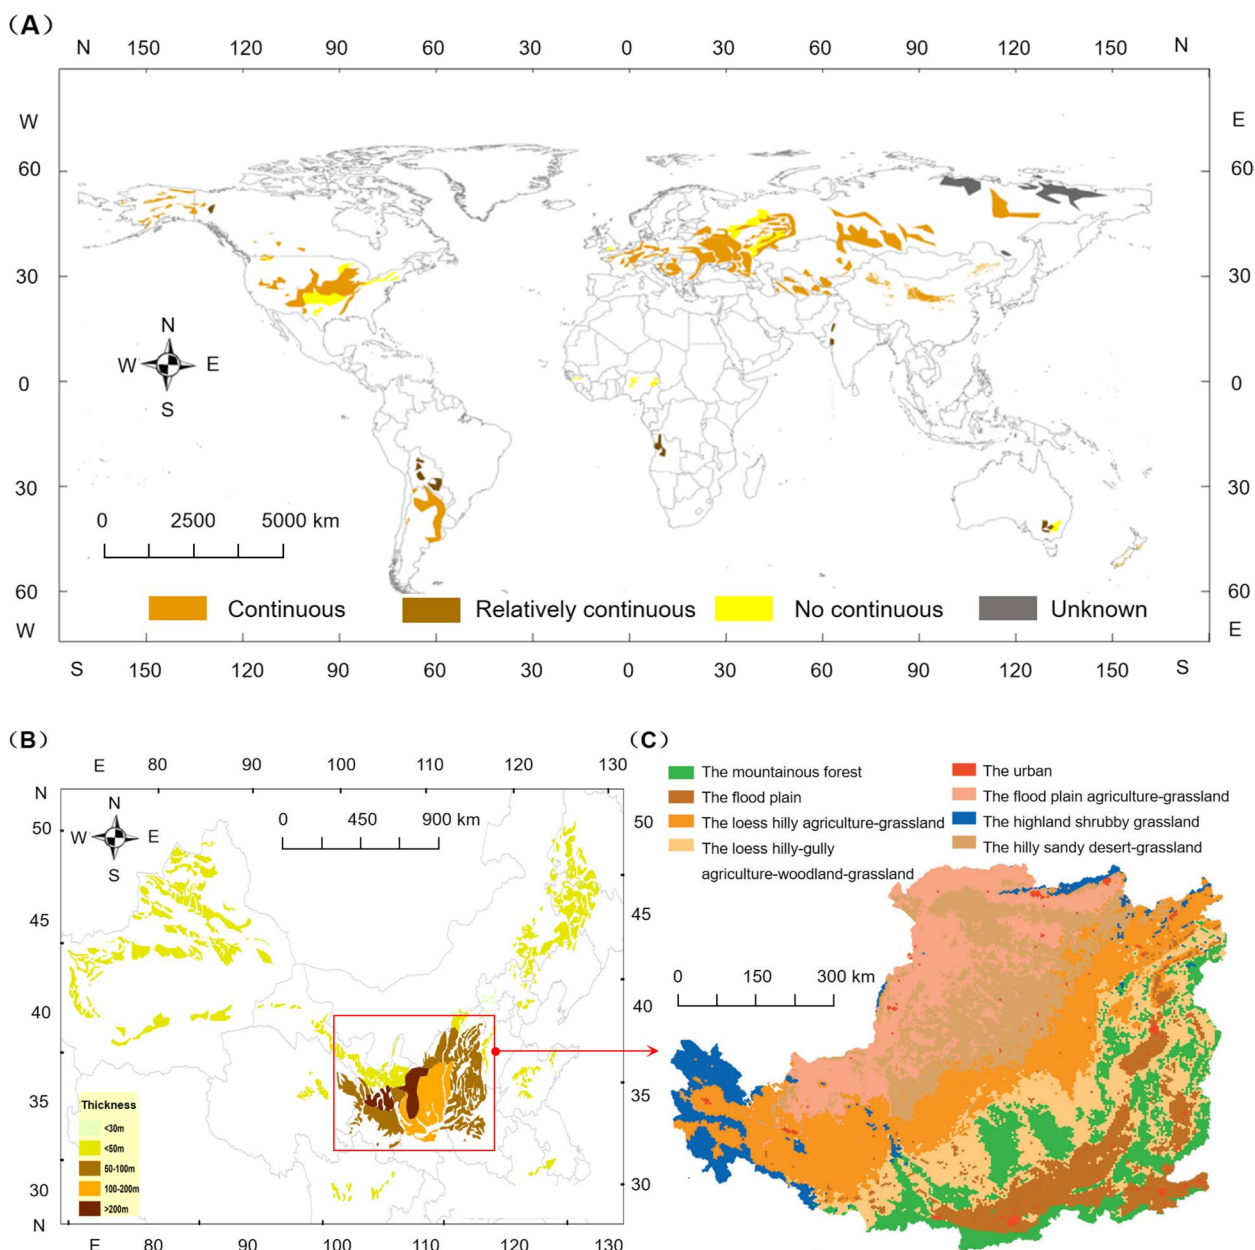 (A)
N 150 120 90 60 30 0 30 60 90 120 150 N
W E
60 60
30 30
N
W E
S
0 0
30 30
0 2500 5000 km
60 60
Continuous Relatively continuous No continuous Unknown
W E
S 150 120 90 60 30 0 30 60 90 120 150 S
(B)
E 80 90 100 110 120 130
N
50
N
W E
S
0 450 900 km
45
40
35
Thickness
<30m
<50m
50-100m
100-200m
>200m
30
N
E 80 90 100 110 120 130
(C)
The mountainous forest
The flood plain
The loess hilly agriculture-grassland
The loess hilly-gully
agriculture-woodland-grassland
The urban
The flood plain agriculture-grassland
The highland shrubby grassland
The hilly sandy desert-grassland
50
45
0 150 300 km
40
35
30